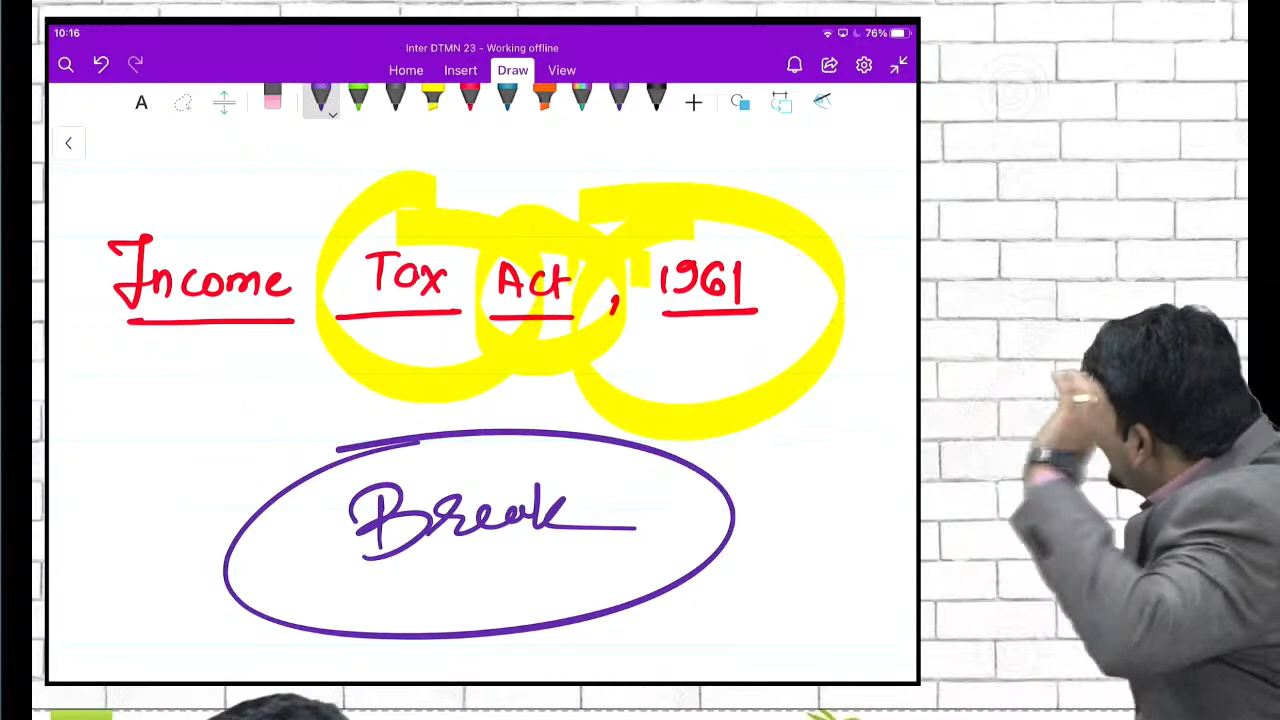 10:16
76%
Inter DTMN 23 - Working offline
Home Insert Draw View
A
Income Tax Act, 1961
Break